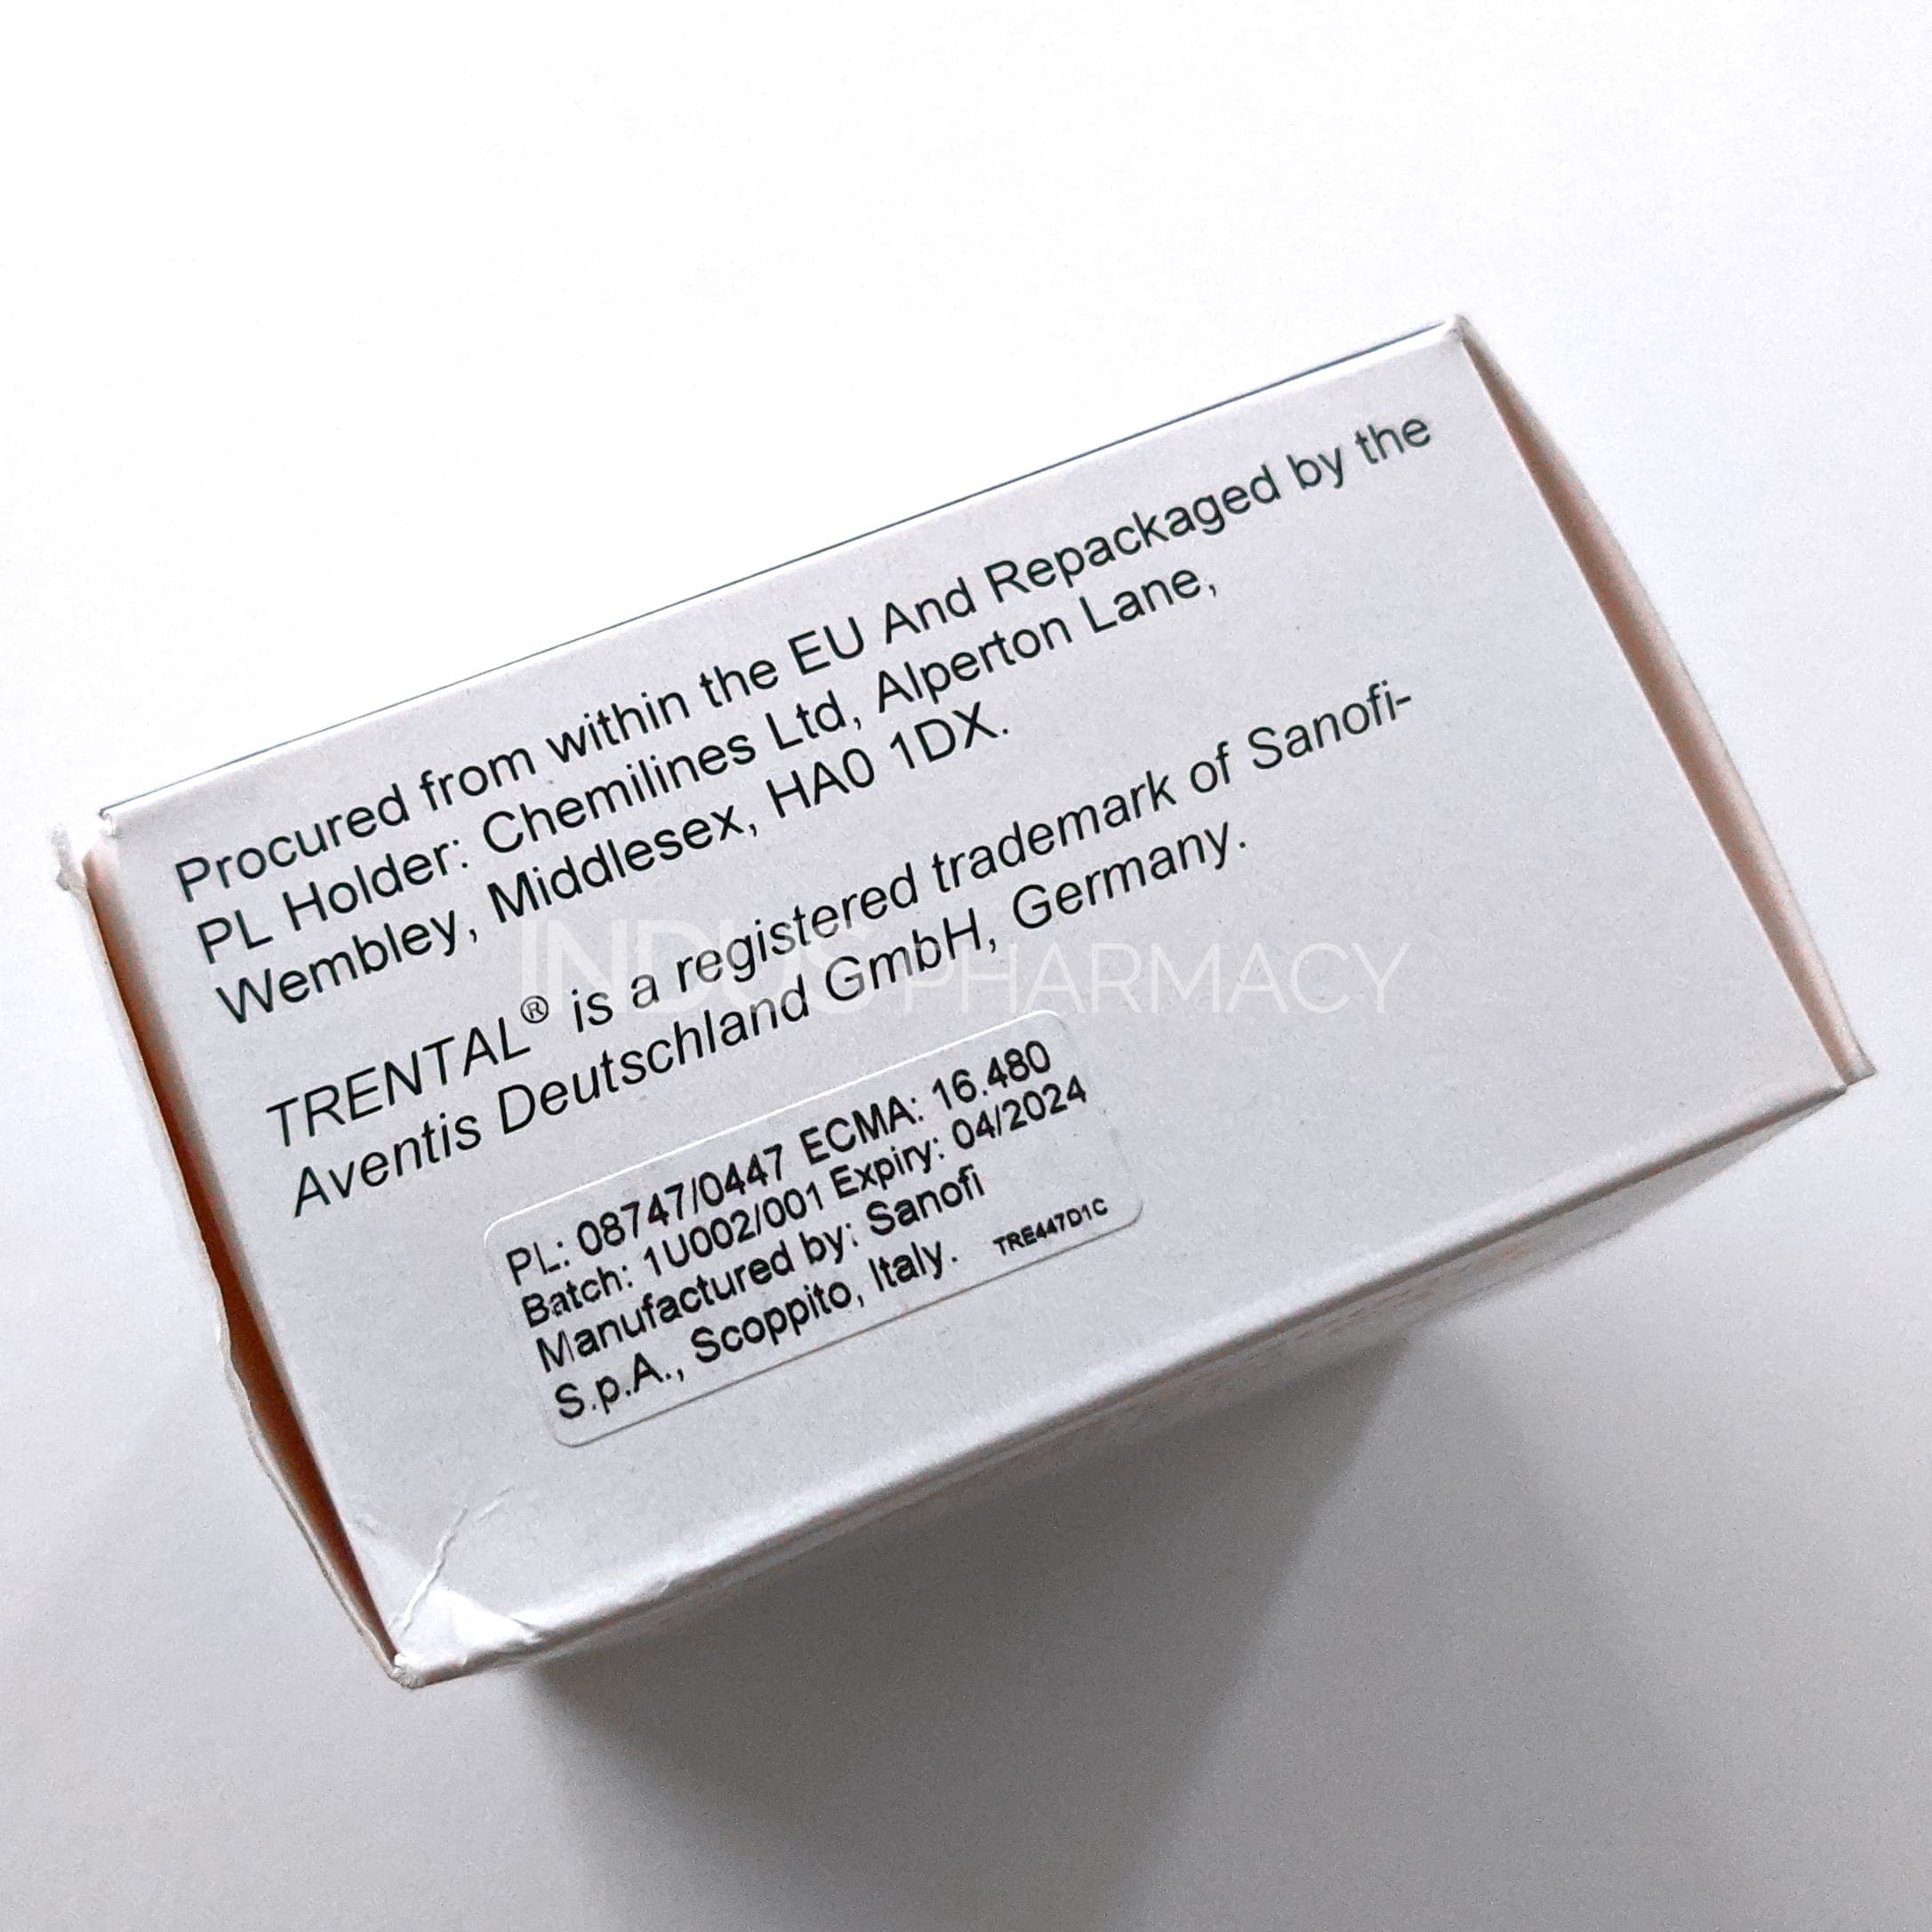 Procured from within the EU And Repackaged by the
PL Holder: Chemilines Ltd, Alperton Lane,
Wembley, Middlesex, HA0 1DX.
TRENTAL® is a registered trademark of Sanofi-
Aventis Deutschland GmbH, Germany.
INDUS PHARMACY
PL: 08747/0447 ECMA: 16.480
Batch: 1U002/001 Expiry: 04/2024
Manufactured by: Sanofi
S.p.A., Scoppito, Italy. TRE447D1C